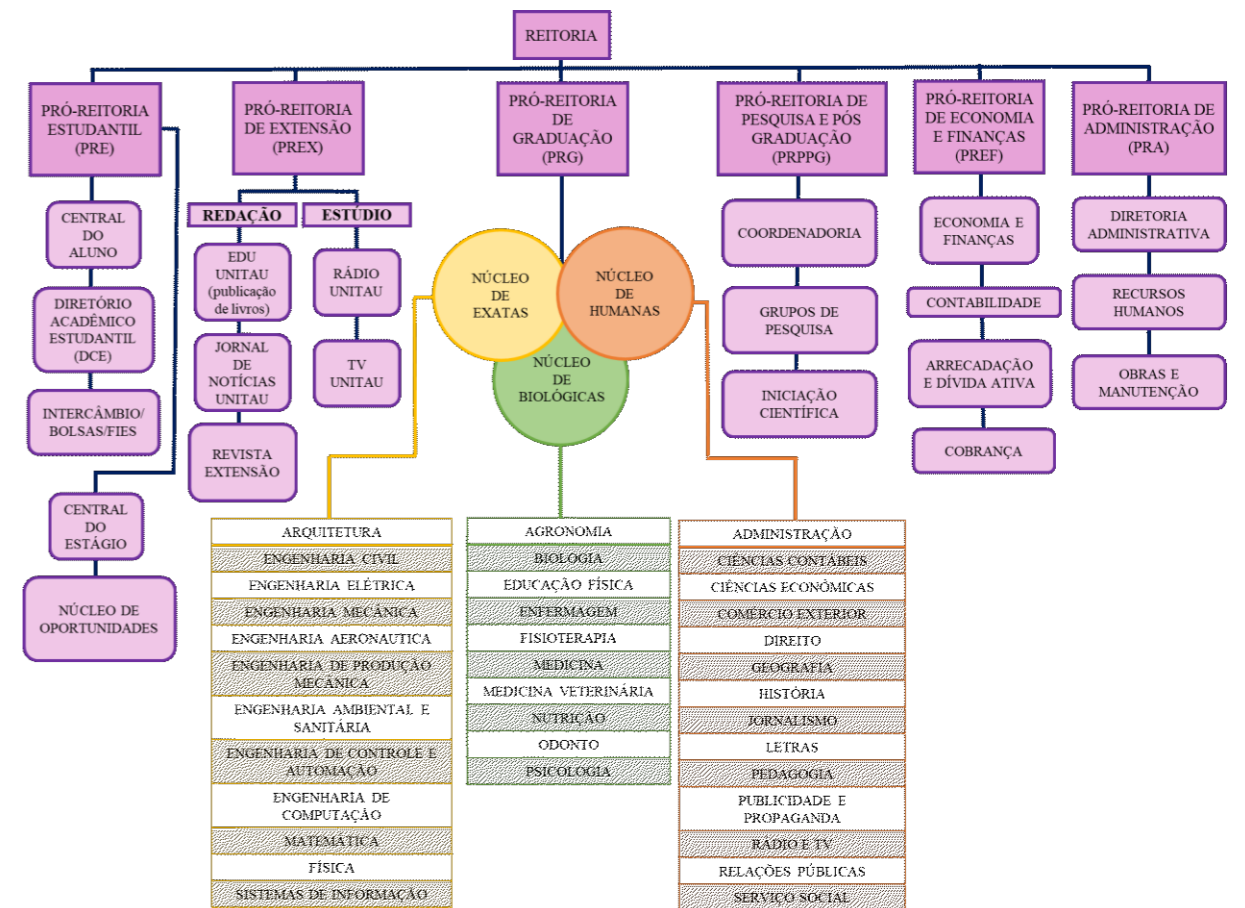 REITORIA
PRÓ-REITORIA
ESTUDANTIL
(PRE)
PRÓ-REITORIA
DE EXTENSÃO
(PREX)
PRÓ-REITORIA
DE
GRADUAÇÃO
(PRG)
PRÓ-REITORIA DE
PESQUISA E PÓS
GRADUAÇÃO
(PRPPG)
PRÓ-REITORIA
DE ECONOMIA
E FINANÇAS
(PREF)
PRÓ-REITORIA DE
ADMINISTRAÇÃO
(PRA)
CENTRAL
DO
ALUNO
DIRETÓRIO
ACADÊMICO
ESTUDANTIL
(DCE)
INTERCÂMBIO/
BOLSAS/FIES
CENTRAL
DO
ESTÁGIO
NÚCLEO DE
OPORTUNIDADES
REDAÇÃO
EDU
UNITAU
(publicação
de livros)
JORNAL
DE
NOTÍCIAS
UNITAU
REVISTA
EXTENSÃO
ESTÚDIO
RÁDIO
UNITAU
TV
UNITAU
NÚCLEO
DE
EXATAS
NÚCLEO
DE
HUMANAS
NÚCLEO
DE
BIOLÓGICAS
COORDENADORIA
GRUPOS DE
PESQUISA
INICIAÇÃO
CIENTÍFICA
ECONOMIA E
FINANÇAS
CONTABILIDADE
ARRECADAÇÃO
E DÍVIDA ATIVA
COBRANÇA
DIRETORIA
ADMINISTRATIVA
RECURSOS
HUMANOS
OBRAS E
MANUTENÇÃO
ARQUITETURA
ENGENHARIA CIVIL
ENGENHARIA ELÉTRICA
ENGENHARIA MECÂNICA
ENGENHARIA AERONAUTICA
ENGENHARIA DE PRODUÇÃO
MECÂNICA
ENGENHARIA AMBIENTAL E
SANITÁRIA
ENGENHARIA DE CONTROLE E
AUTOMAÇÃO
ENGENHARIA DE
COMPUTAÇÃO
MATEMÁTICA
FÍSICA
SISTEMAS DE INFORMAÇÃO
AGRONOMIA
BIOLOGIA
EDUCAÇÃO FÍSICA
ENFERMAGEM
FISIOTERAPIA
MEDICINA
MEDICINA VETERINÁRIA
NUTRIÇÃO
ODONTO
PSICOLOGIA
ADMINISTRAÇÃO
CIÊNCIAS CONTÁBEIS
CIÊNCIAS ECONÔMICAS
COMÉRCIO EXTERIOR
DIREITO
GEOGRAFIA
HISTÓRIA
JORNALISMO
LETRAS
PEDAGOGIA
PUBLICIDADE E
PROPAGANDA
RÁDIO E TV
RELAÇÕES PÚBLICAS
SERVIÇO SOCIAL